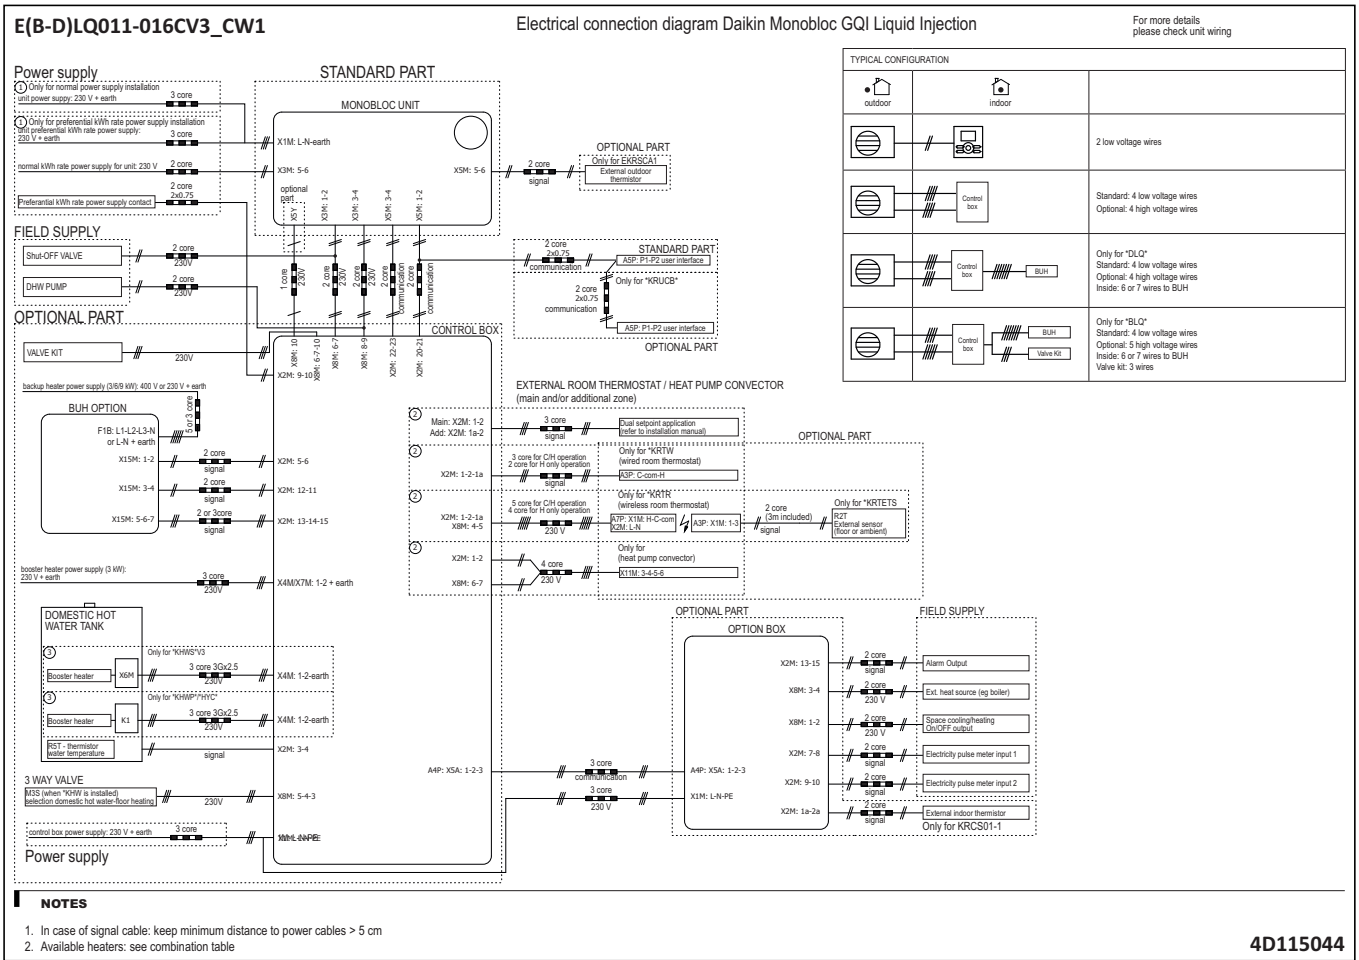 E(B-D)LQ011-016CV3_CW1
Electrical connection diagram Daikin Monobloc GQI Liquid Injection
For more details
please check unit wiring
Power supply
1 Only for normal power supply installation
unit power suppy: 230 V + earth
3 core
1 Only for preferential kWh rate power supply installation
unit preferential kWh rate power supply:
230 V + earth
3 core
normal kWh rate power supply for unit: 230 V
2 core
2 core
2x0.75
Preferantial kWh rate power supply contact
FIELD SUPPLY
Shut-OFF VALVE
2 core
230V
DHW PUMP
2 core
230V
STANDARD PART
MONOBLOC UNIT
X1M: L-N-earth
X3M: 5-6
X5M: 5-6
optional
part
X5Y
X3M: 1-2
X3M: 3-4
X5M: 3-4
X5M: 1-2
1 core
230V
2 core
230V
2 core
230V
2 core
communication
2 core
communication
2 core
signal
OPTIONAL PART
Only for EKRSCA1
External outdoor
thermistor
2 core
2x0.75
communication
STANDARD PART
A5P: P1-P2 user interface
Only for *KRUCB*
2 core
2x0.75
communication
A5P: P1-P2 user interface
OPTIONAL PART
TYPICAL CONFIGURATION
outdoor
indoor
2 low voltage wires
Control
box
Standard: 4 low voltage wires
Optional: 4 high voltage wires
Control
box
BUH
Only for *DLQ*
Standard: 4 low voltage wires
Optional: 4 high voltage wires
Inside: 6 or 7 wires to BUH
Control
box
BUH
Valve Kit
Only for *BLQ*
Standard: 4 low voltage wires
Optional: 5 high voltage wires
Inside: 6 or 7 wires to BUH
Valve kit: 3 wires
OPTIONAL PART
CONTROL BOX
VALVE KIT
230V
X8M: 10
X8M: 6-7-10
X8M: 6-7
X8M: 8-9
X2M: 22-23
X2M: 20-21
X2M: 9-10
backup heater power supply (3/6/9 kW): 400 V or 230 V + earth
5 or 3 core
BUH OPTION
F1B: L1-L2-L3-N
or L-N + earth
X15M: 1-2
2 core
signal
X2M: 5-6
X15M: 3-4
2 core
signal
X2M: 12-11
X15M: 5-6-7
2 or 3core
signal
X2M: 13-14-15
booster heater power supply (3 kW):
230 V + earth
3 core
230V
X4M/X7M: 1-2 + earth
DOMESTIC HOT
WATER TANK
3
Only for *KHWS*V3
Booster heater
X6M
3 core 3Gx2.5
230V
X4M: 1-2-earth
3
Only for *KHWP*/*HYC*
Booster heater
K1
3 core 3Gx2.5
230V
X4M: 1-2-earth
R5T - thermistor
water temperature
signal
X2M: 3-4
3 WAY VALVE
M3S (when *KHW is installed)
selection domestic hot water-floor heating
230V
X8M: 5-4-3
control box power supply: 230 V + earth
3 core
Power supply
EXTERNAL ROOM THERMOSTAT / HEAT PUMP CONVECTOR
(main and/or additional zone)
2
Main: X2M: 1-2
Add: X2M: 1a-2
3 core
signal
Dual setpoint application
(refer to installation manual)
OPTIONAL PART
2
X2M: 1-2-1a
3 core for C/H operation
2 core for H only operation
signal
Only for *KRTW
(wired room thermostat)
A3P: C-com-H
2
X2M: 1-2-1a
X8M: 4-5
5 core for C/H operation
4 core for H only operation
230 V
Only for *KRTR
(wireless room thermostat)
A7P: X1M: H-C-com
X2M: L-N
A3P: X1M: 1-3
2 core
(3m included)
signal
Only for *KRTETS
R2T
External sensor
(floor or ambient)
2
X2M: 1-2
X8M: 6-7
4 core
230 V
Only for
(heat pump convector)
X11M: 3-4-5-6
A4P: X5A: 1-2-3
3 core
communication
3 core
230 V
OPTIONAL PART
OPTION BOX
A4P: X5A: 1-2-3
X1M: L-N-PE
FIELD SUPPLY
X2M: 13-15
2 core
signal
Alarm Output
X8M: 3-4
2 core
230 V
Ext. heat source (eg boiler)
X8M: 1-2
2 core
230 V
Space cooling/heating
On/OFF output
X2M: 7-8
2 core
signal
Electricity pulse meter input 1
X2M: 9-10
2 core
signal
Electricity pulse meter input 2
X2M: 1a-2a
2 core
signal
External indoor thermistor
Only for KRCS01-1
NOTES
1. In case of signal cable: keep minimum distance to power cables > 5 cm
2. Available heaters: see combination table
4D115044